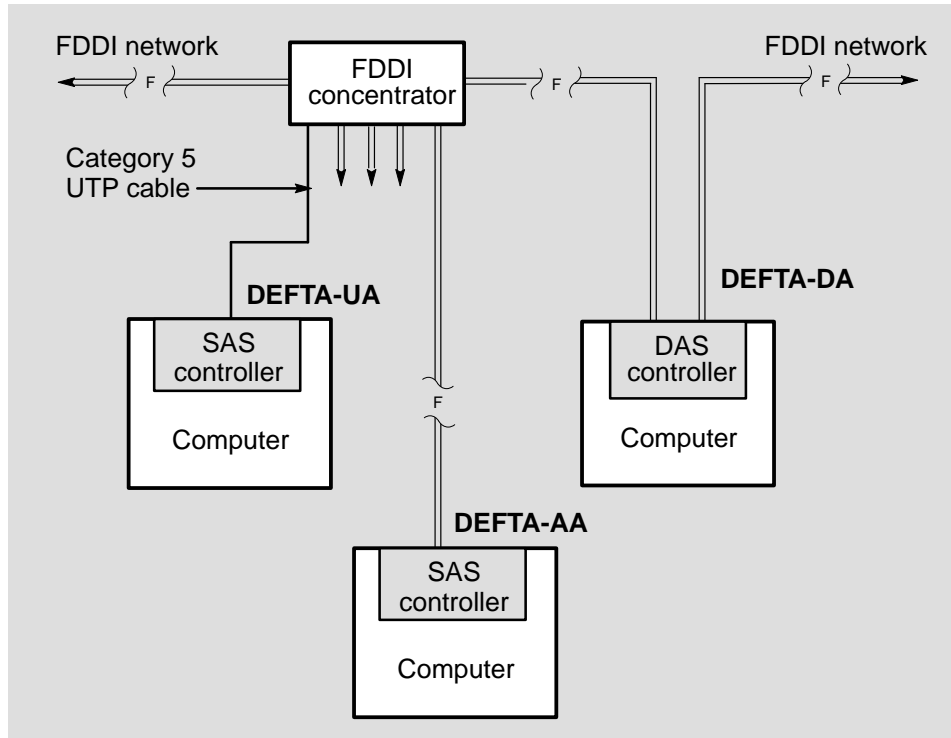 FDDI network
FDDI network
FDDI
concentrator
F
F
F
Category 5
UTP cable
DEFTA-UA
DEFTA-DA
SAS
controller
Computer
DAS
controller
Computer
F
DEFTA-AA
SAS
controller
Computer